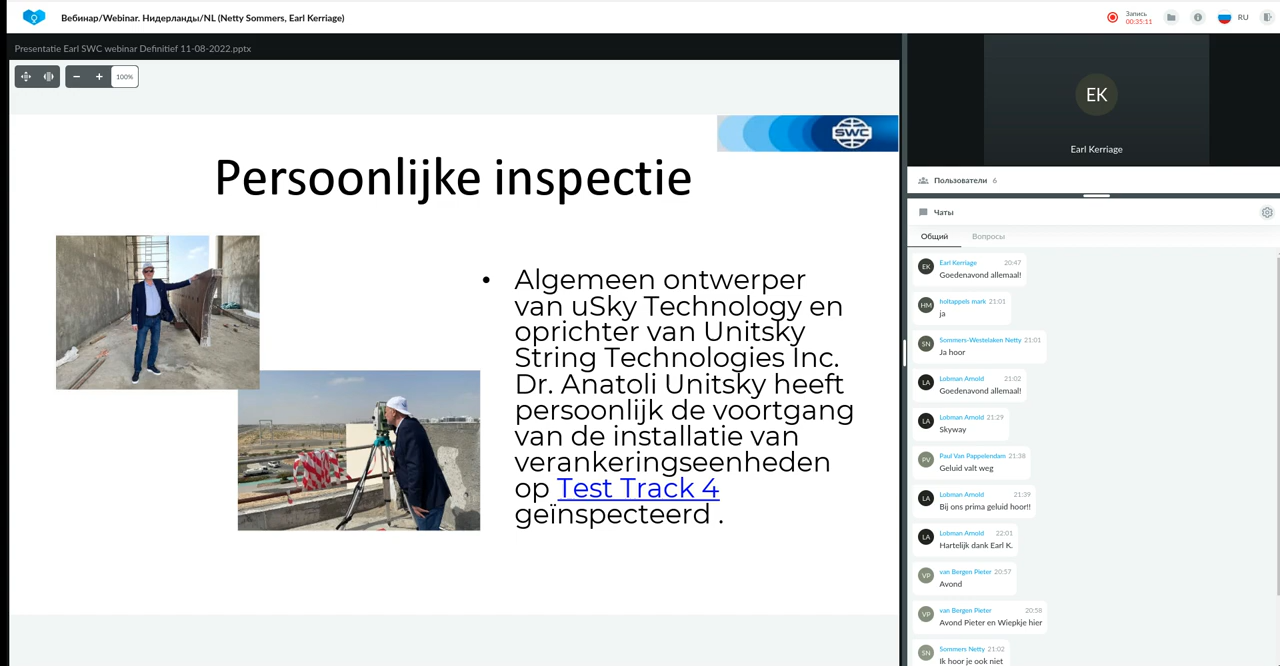 Вебинар/Webinar. Нидерланды/NL (Netty Sommers, Earl Kerriage)
Запись
00:35:11
RU
Presentatie Earl SWC webinar Definitief 11-08-2022.pptx
100%
SWC
Persoonlijke inspectie
• Algemeen ontwerper
van uSky Technology en
oprichter van Unitsky
String Technologies Inc.
Dr. Anatoli Unitsky heeft
persoonlijk de voortgang
van de installatie van
verankeringseenheden
op Test Track 4
geïnspecteerd .
EK
Earl Kerriage
Пользователи 6
Чаты
Общий Вопросы
EK Earl Kerriage 20:47
Goedenavond allemaal!
HM holtappels mark 21:01
ja
SN Sommers-Westelaken Netty 21:01
Ja hoor
LA Lobman Arnold 21:02
Goedenavond allemaal!
LA Lobman Arnold 21:29
Skyway
PV Paul Van Pappelendam 21:38
Geluid valt weg
LA Lobman Arnold 21:39
Bij ons prima geluid hoor!!
LA Lobman Arnold 22:01
Hartelijk dank Earl K.
VP van Bergen Pieter 20:57
Avond
VP van Bergen Pieter 20:58
Avond Pieter en Wiepkje hier
SN Sommers Netty 21:02
Ik hoor je ook niet